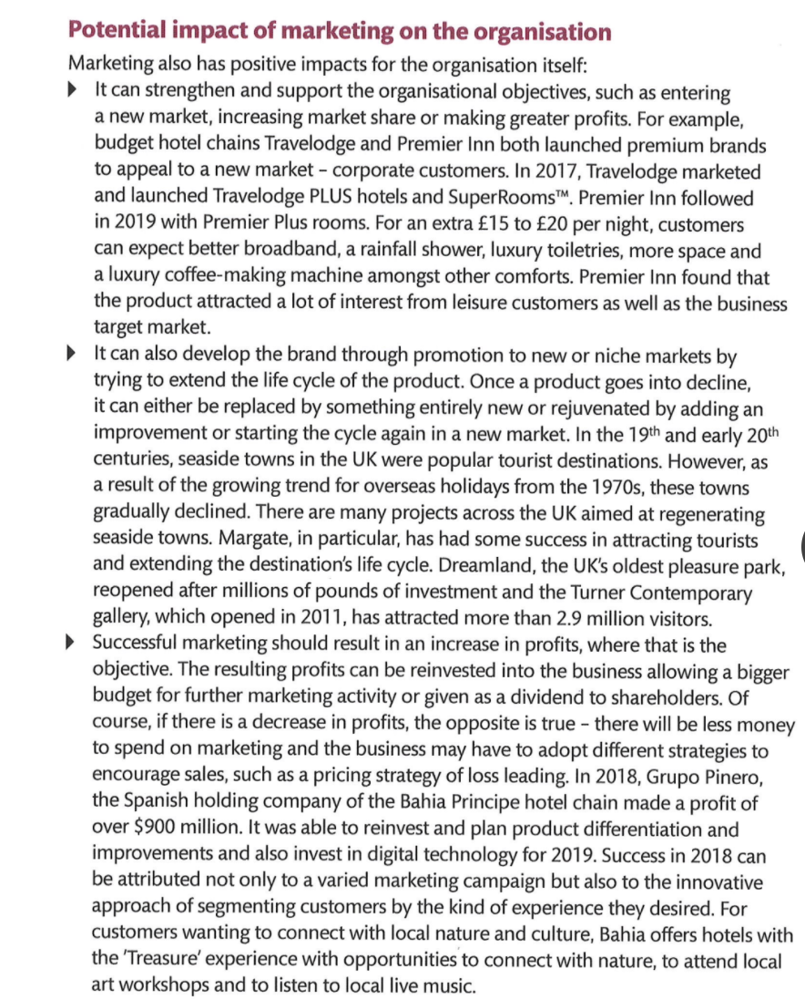 Potential impact of marketing on the organisation
Marketing also has positive impacts for the organisation itself:
▶ It can strengthen and support the organisational objectives, such as entering
a new market, increasing market share or making greater profits. For example,
budget hotel chains Travelodge and Premier Inn both launched premium brands
to appeal to a new market – corporate customers. In 2017, Travelodge marketed
and launched Travelodge PLUS hotels and SuperRooms™. Premier Inn followed
in 2019 with Premier Plus rooms. For an extra £15 to £20 per night, customers
can expect better broadband, a rainfall shower, luxury toiletries, more space and
a luxury coffee-making machine amongst other comforts. Premier Inn found that
the product attracted a lot of interest from leisure customers as well as the business
target market.
▶ It can also develop the brand through promotion to new or niche markets by
trying to extend the life cycle of the product. Once a product goes into decline,
it can either be replaced by something entirely new or rejuvenated by adding an
improvement or starting the cycle again in a new market. In the 19th and early 20th
centuries, seaside towns in the UK were popular tourist destinations. However, as
a result of the growing trend for overseas holidays from the 1970s, these towns
gradually declined. There are many projects across the UK aimed at regenerating
seaside towns. Margate, in particular, has had some success in attracting tourists
and extending the destination's life cycle. Dreamland, the UK's oldest pleasure park,
reopened after millions of pounds of investment and the Turner Contemporary
gallery, which opened in 2011, has attracted more than 2.9 million visitors.
▶ Successful marketing should result in an increase in profits, where that is the
objective. The resulting profits can be reinvested into the business allowing a bigger
budget for further marketing activity or given as a dividend to shareholders. Of
course, if there is a decrease in profits, the opposite is true – there will be less money
to spend on marketing and the business may have to adopt different strategies to
encourage sales, such as a pricing strategy of loss leading. In 2018, Grupo Pinero,
the Spanish holding company of the Bahia Principe hotel chain made a profit of
over $900 million. It was able to reinvest and plan product differentiation and
improvements and also invest in digital technology for 2019. Success in 2018 can
be attributed not only to a varied marketing campaign but also to the innovative
approach of segmenting customers by the kind of experience they desired. For
customers wanting to connect with local nature and culture, Bahia offers hotels with
the 'Treasure' experience with opportunities to connect with nature, to attend local
art workshops and to listen to local live music.